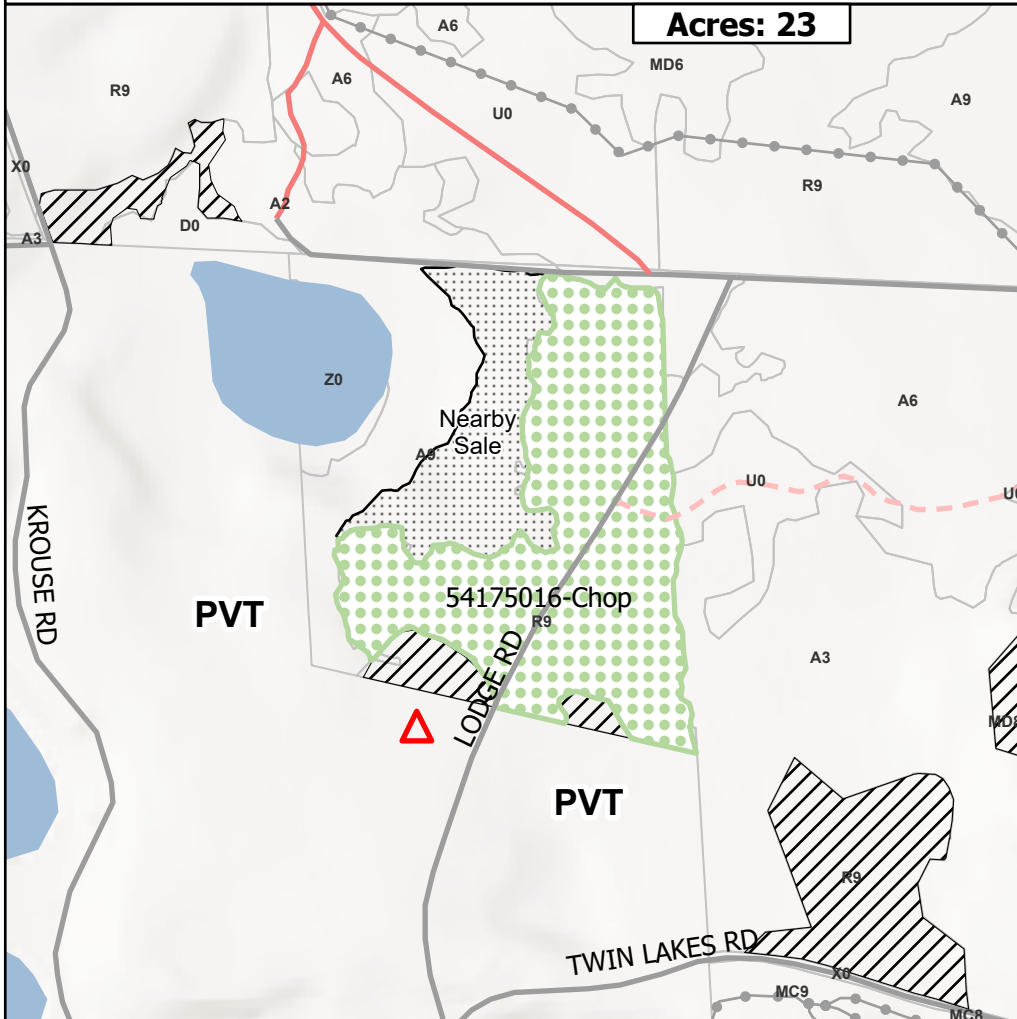 Acres: 23
A6
MD6
A6
R9
U0
A9
X0
R9
A2
D0
A3
Z0
A6
Nearby
Sale
A9
U0
KROUSE RD
54175016-Chop
PVT
R9
A3
LODGE RD
PVT
R9
TWIN LAKES RD
X0
MC9
MC8